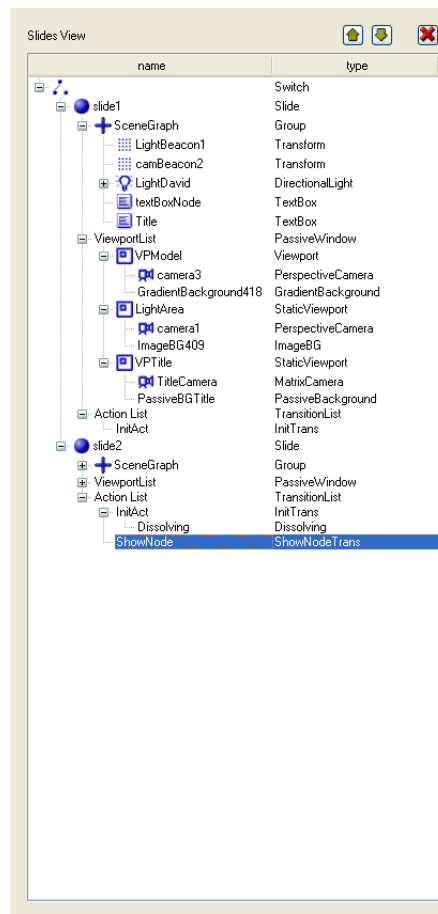 Slides View
name type
Switch
slide1 Slide
SceneGraph Group
LightBeacon1 Transform
camBeacon2 Transform
LightDavid DirectionalLight
textBoxNode TextBox
Title TextBox
ViewportList PassiveWindow
VPModel Viewport
camera3 PerspectiveCamera
GradientBackground418 GradientBackground
LightArea StaticViewport
camera1 PerspectiveCamera
ImageBG409 ImageBG
VPTitle StaticViewport
TitleCamera MatrixCamera
PassiveBGTitle PassiveBackground
Action List TransitionList
InitAct InitTrans
slide2 Slide
SceneGraph Group
ViewportList PassiveWindow
Action List TransitionList
InitAct InitTrans
Dissolving Dissolving
ShowNode ShowNodeTrans